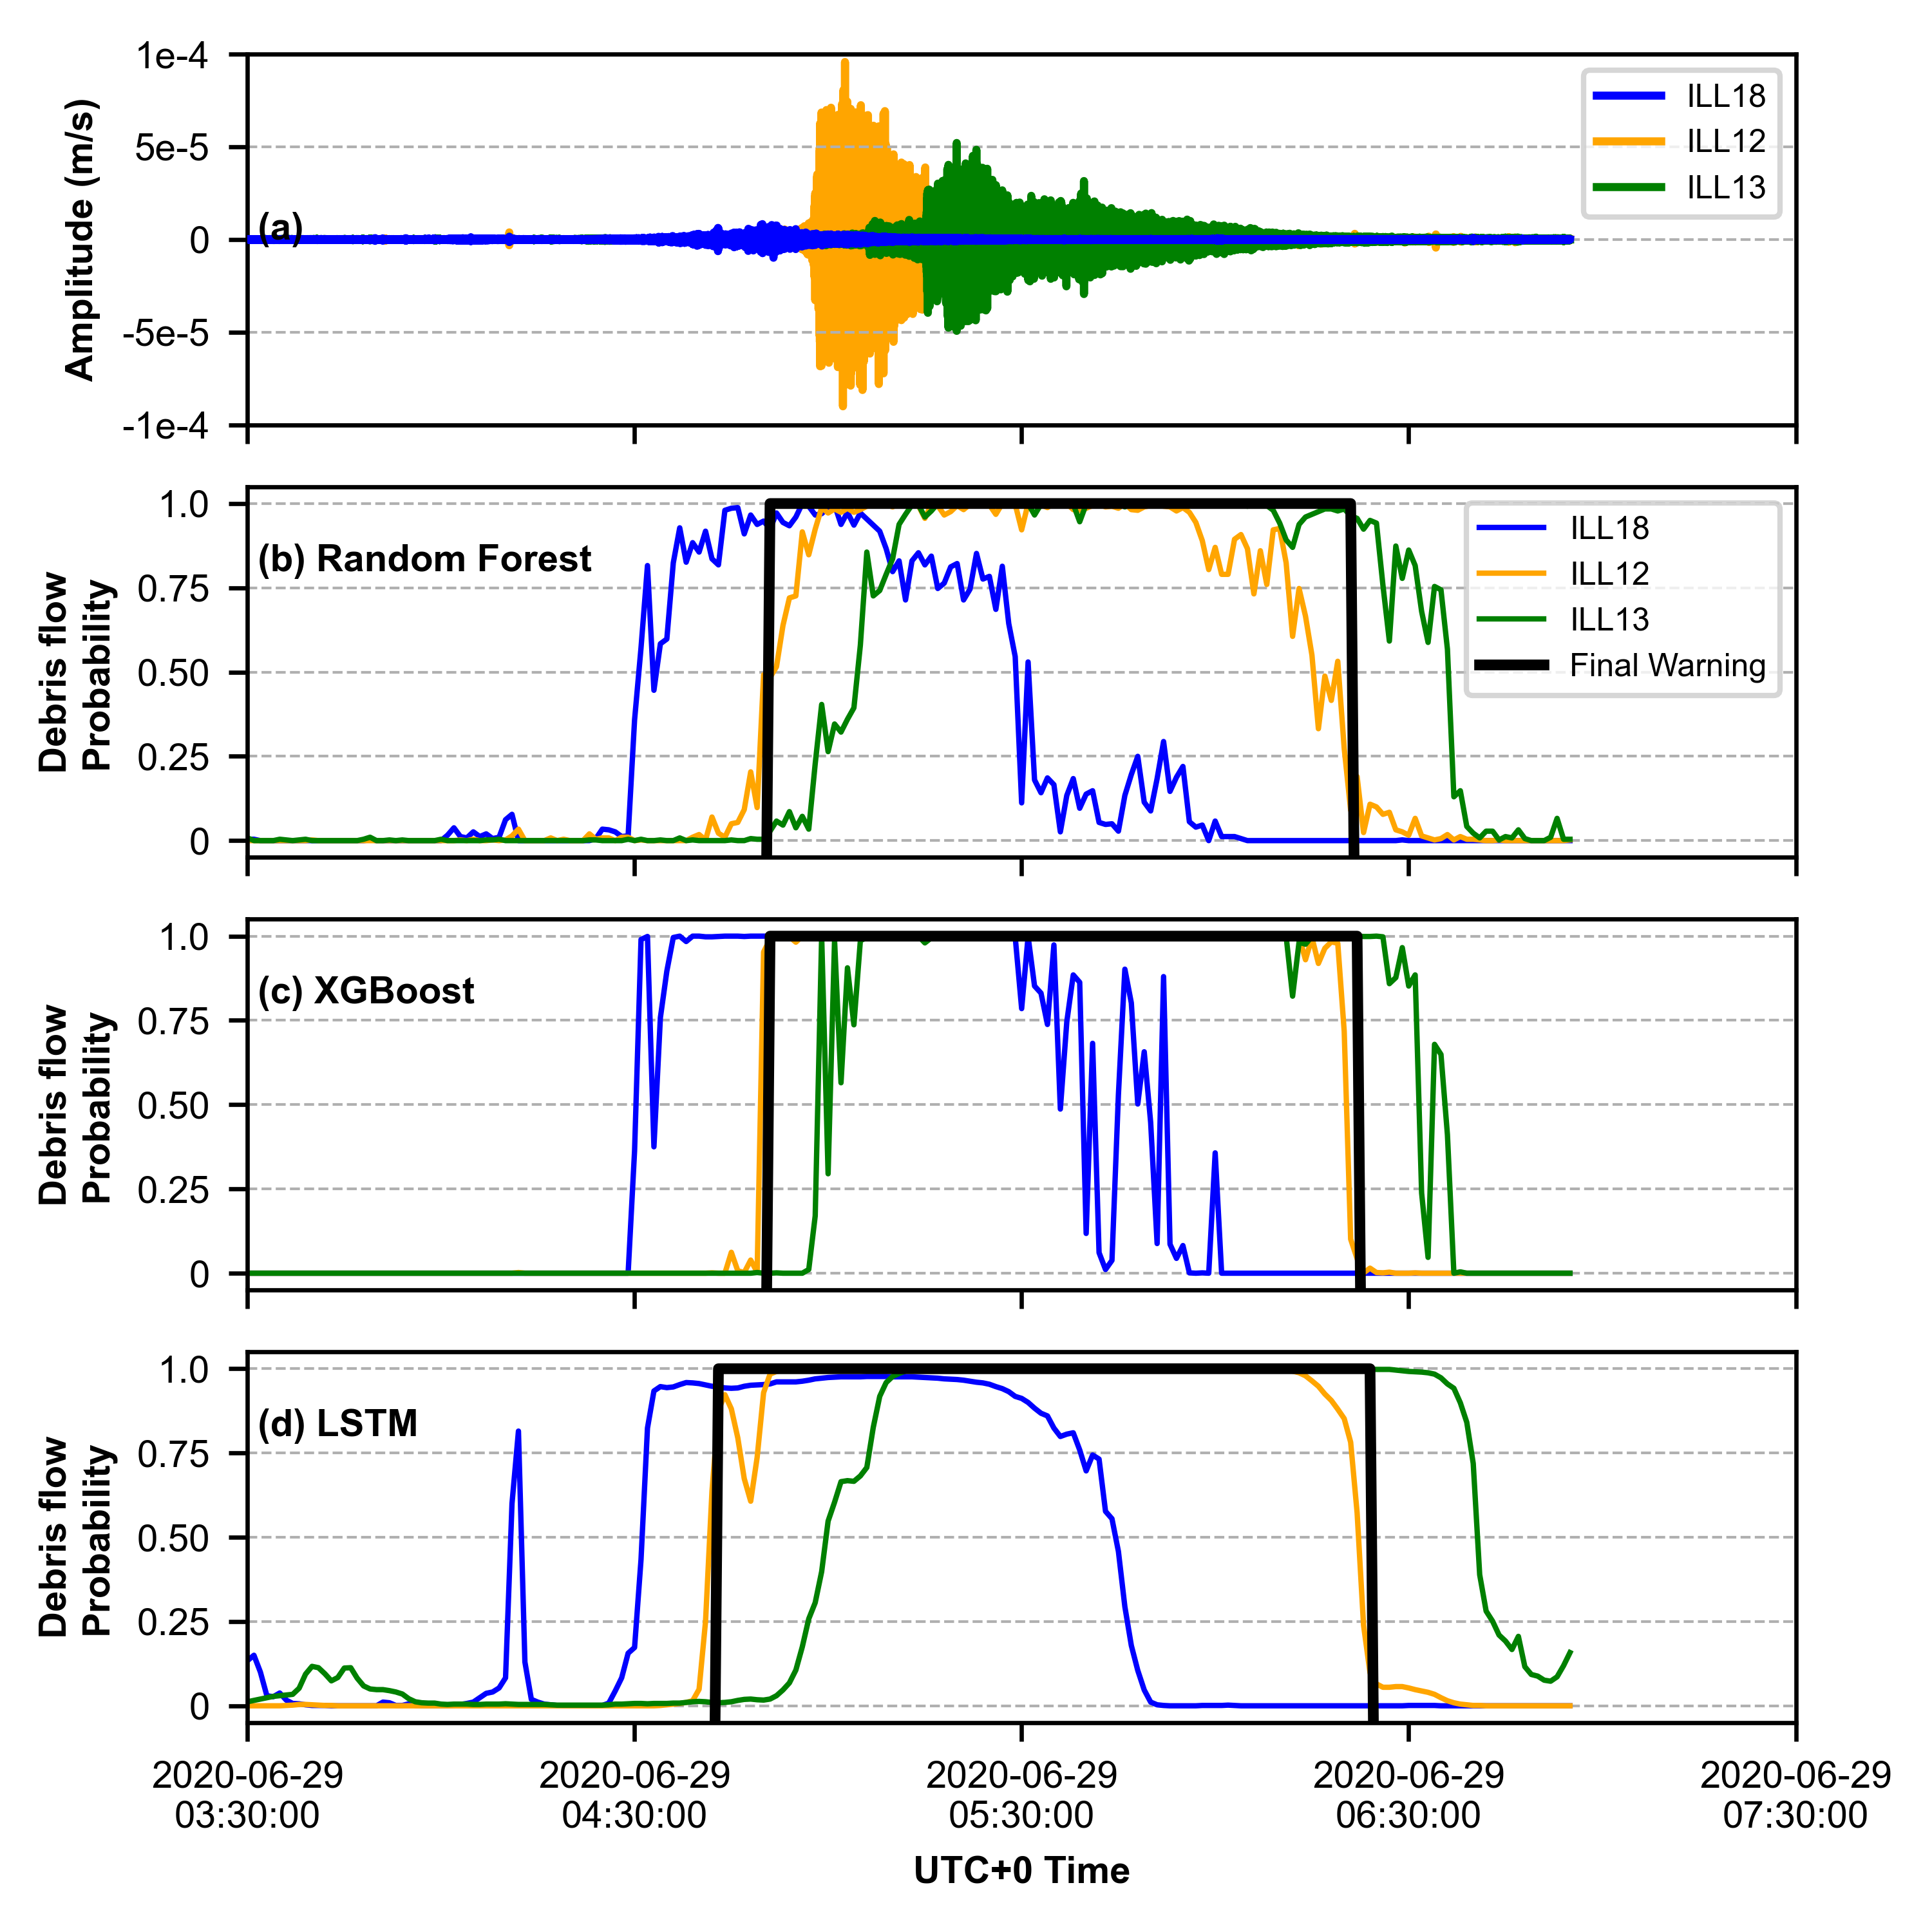 1e-4
5e-5
0
-5e-5
-1e-4
Amplitude (m/s)
(a)
ILL18
ILL12
ILL13
1.0
0.75
0.50
0.25
0
Debris flow
Probability
(b) Random Forest
ILL18
ILL12
ILL13
Final Warning
1.0
0.75
0.50
0.25
0
Debris flow
Probability
(c) XGBoost
1.0
0.75
0.50
0.25
0
Debris flow
Probability
(d) LSTM
2020-06-29
03:30:00
2020-06-29
04:30:00
2020-06-29
05:30:00
2020-06-29
06:30:00
2020-06-29
07:30:00
UTC+0 Time